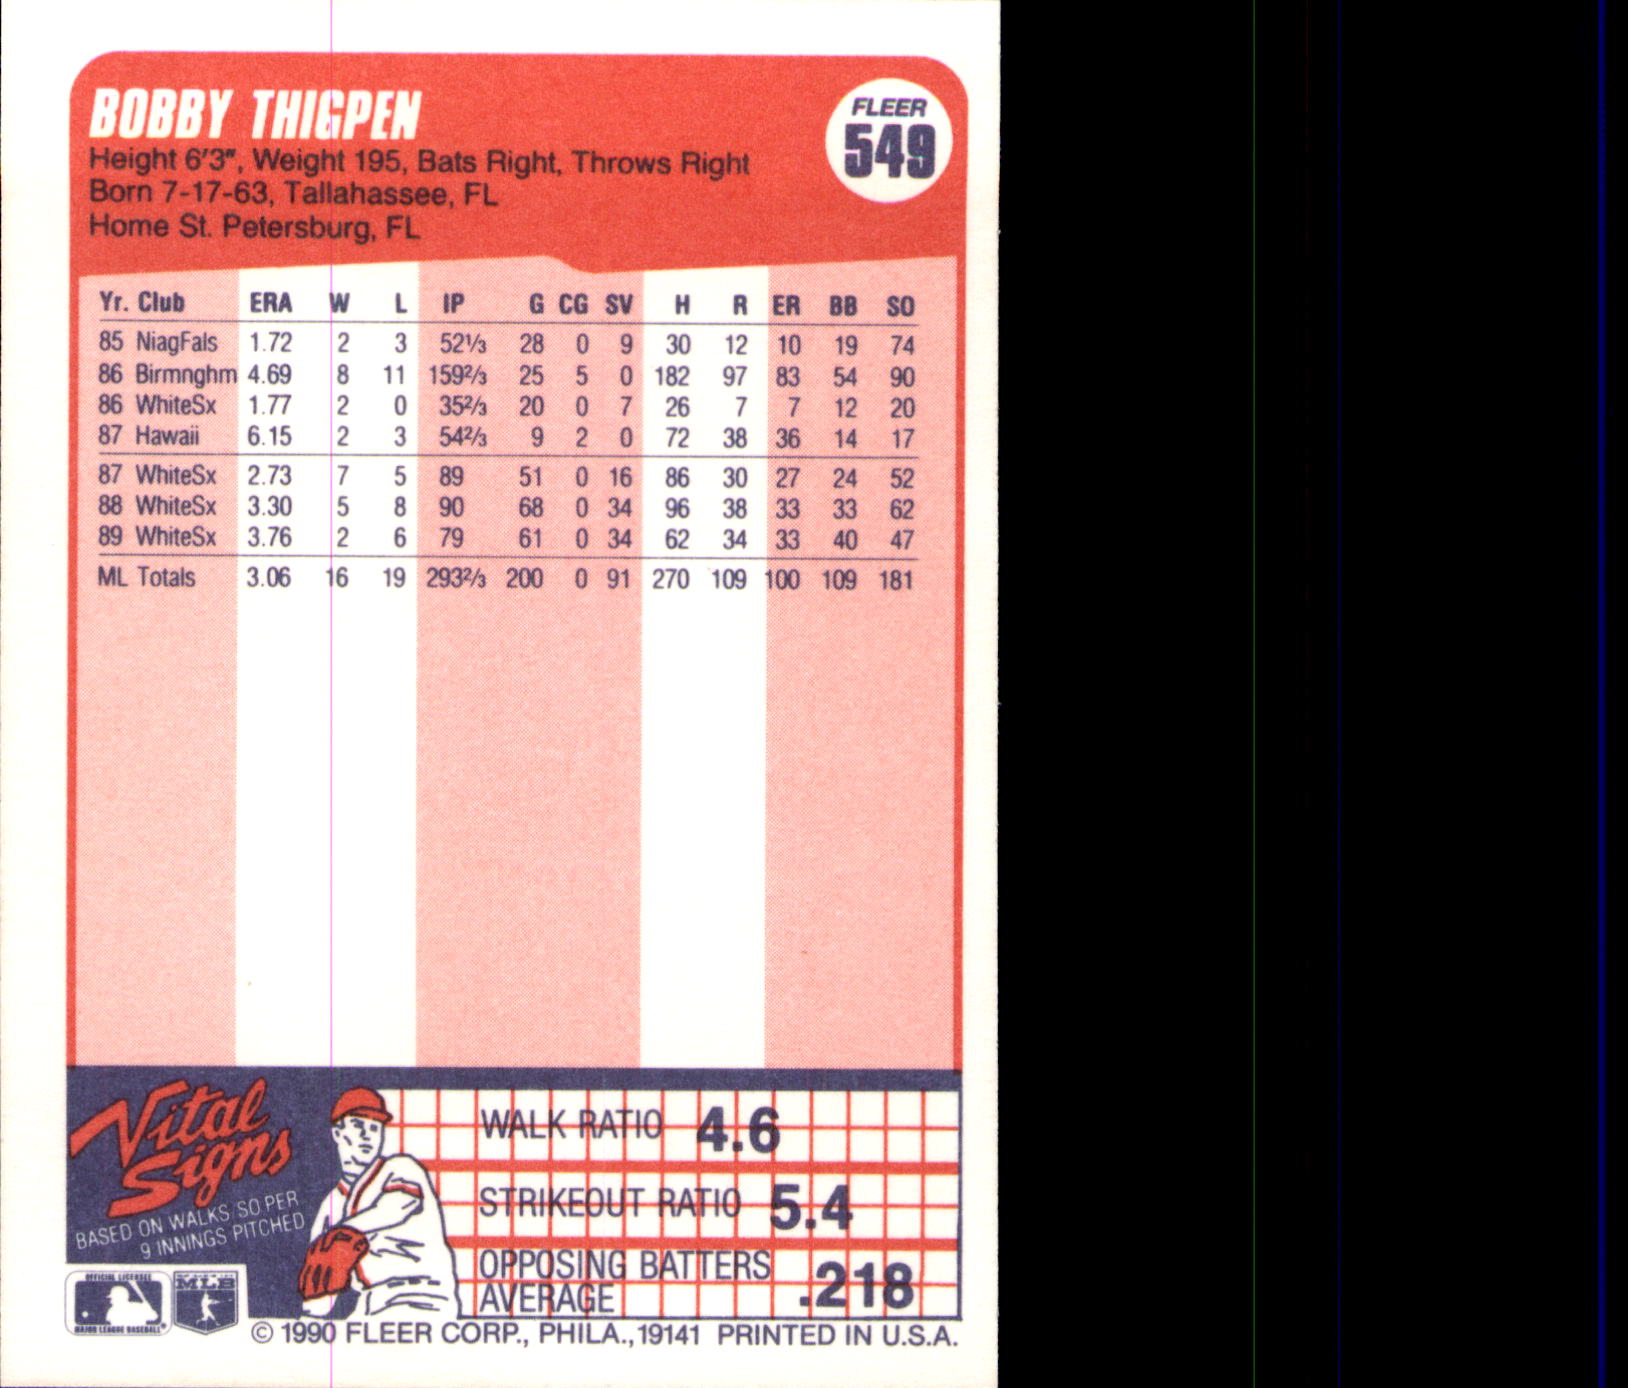 BOBBY THIGPEN
FLEER
549
Height 6'3", Weight 195, Bats Right, Throws Right
Born 7-17-63, Tallahassee, FL
Home St. Petersburg, FL
Yr. Club ERA W L IP G CG SV H R ER BB SO
85 NiagFals 1.72 2 3 52⅓ 28 0 9 30 12 10 19 74
86 Birmnghm 4.69 8 11 159⅔ 25 5 0 182 97 83 54 90
86 WhiteSx 1.77 2 0 35⅔ 20 0 7 26 7 7 12 20
87 Hawaii 6.15 2 3 54⅔ 9 2 0 72 38 36 14 17
87 WhiteSx 2.73 7 5 89 51 0 16 86 30 27 24 52
88 WhiteSx 3.30 5 8 90 68 0 34 96 38 33 33 62
89 WhiteSx 3.76 2 6 79 61 0 34 62 34 33 40 47
ML Totals 3.06 16 19 293⅔ 200 0 91 270 109 100 109 181
Vital
Signs
BASED ON WALKS/SO PER
9 INNINGS PITCHED
WALK RATIO 4.6
STRIKEOUT RATIO 5.4
OPPOSING BATTERS
AVERAGE .218
OFFICIAL LICENSEE
MAJOR LEAGUE BASEBALL
MLB
© 1990 FLEER CORP., PHILA., 19141 PRINTED IN U.S.A.